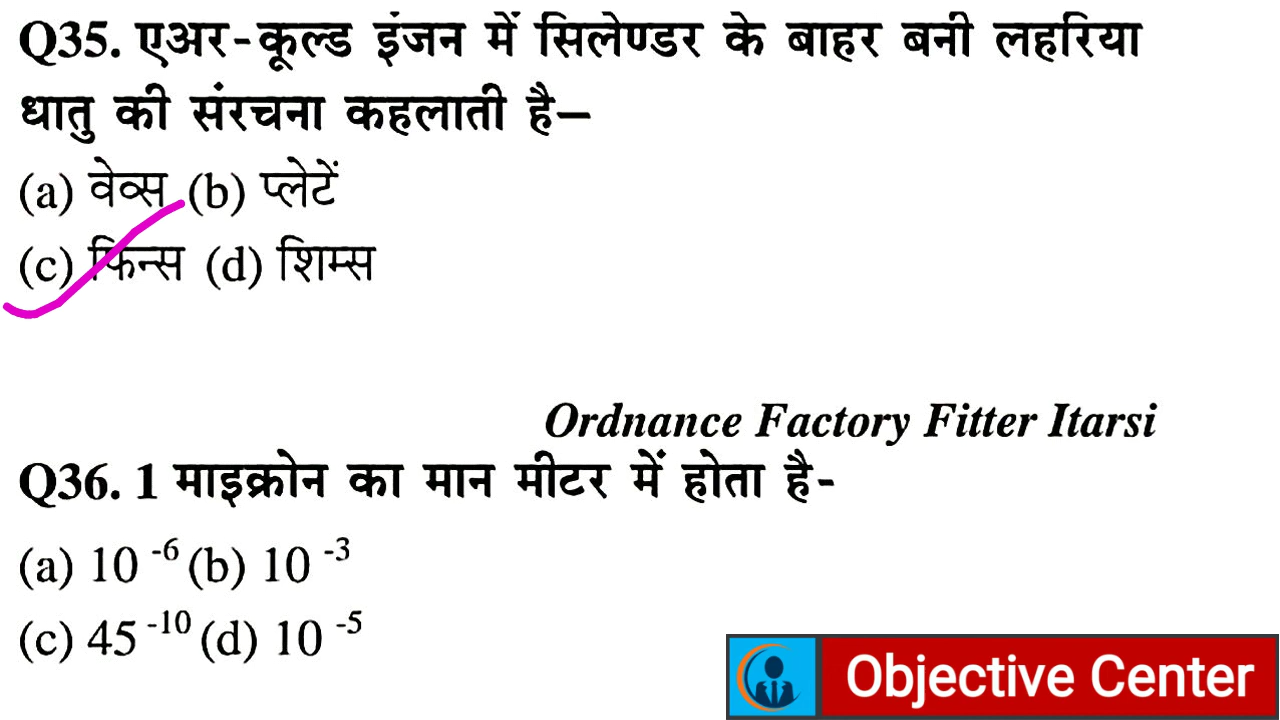 Q35. एअर-कूल्ड इंजन में सिलेण्डर के बाहर बनी लहरिया
धातु की संरचना कहलाती है–
(a) वेव्स (b) प्लेटें
(c) फिन्स (d) शिम्स
Ordnance Factory Fitter Itarsi
Q36. 1 माइक्रोन का मान मीटर में होता है-
(a) 10 ⁻⁶ (b) 10 ⁻³
(c) 45 ⁻¹⁰ (d) 10 ⁻⁵
Objective Center